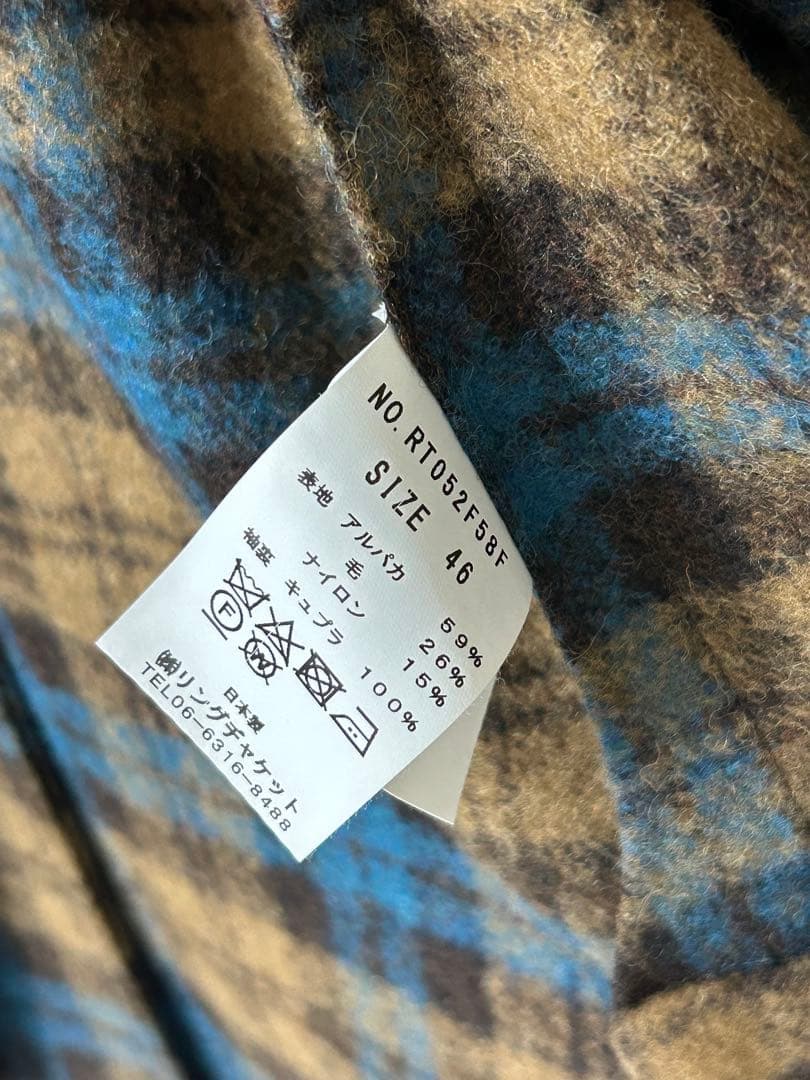 NO. RT052F58F
SIZE 46
表地 アルパカ 59%
毛 26%
ナイロン 15%
袖裏 キュプラ 100%
F W
日本製
㈱リングヂャケット
TEL06-6316-8488